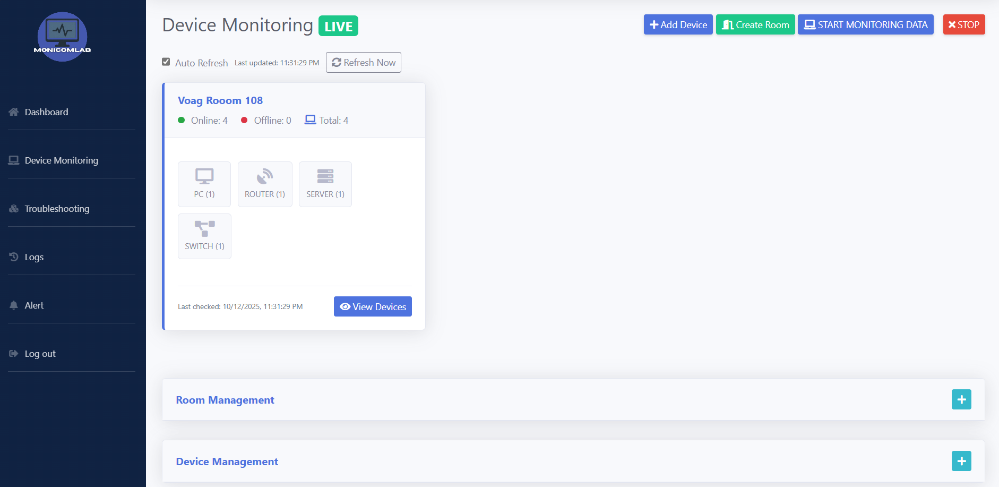 MONICOMLAB
Dashboard
Device Monitoring
Troubleshooting
Logs
Alert
Log out
Device Monitoring LIVE
Add Device
Create Room
START MONITORING DATA
STOP
Auto Refresh
Last updated: 11:31:29 PM
Refresh Now
Voag Rooom 108
Online: 4
Offline: 0
Total: 4
PC (1)
ROUTER (1)
SERVER (1)
SWITCH (1)
Last checked: 10/12/2025, 11:31:29 PM
View Devices
Room Management
Device Management